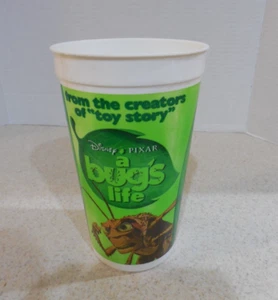 from the creators
of "toy story"
Disney • PIXAR
a
bug's
life